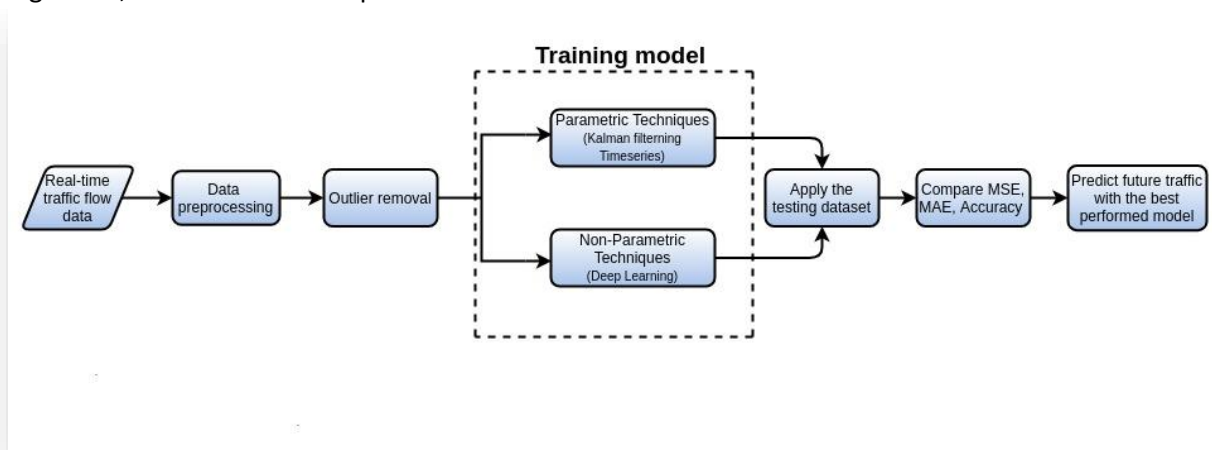 Training model
Real-time
traffic flow
data
Data
preprocessing
Outlier removal
Parametric Techniques
(Kalman filterning
Timeseries)
Non-Parametric
Techniques
(Deep Learning)
Apply the
testing dataset
Compare MSE,
MAE, Accuracy
Predict future traffic
with the best
performed model